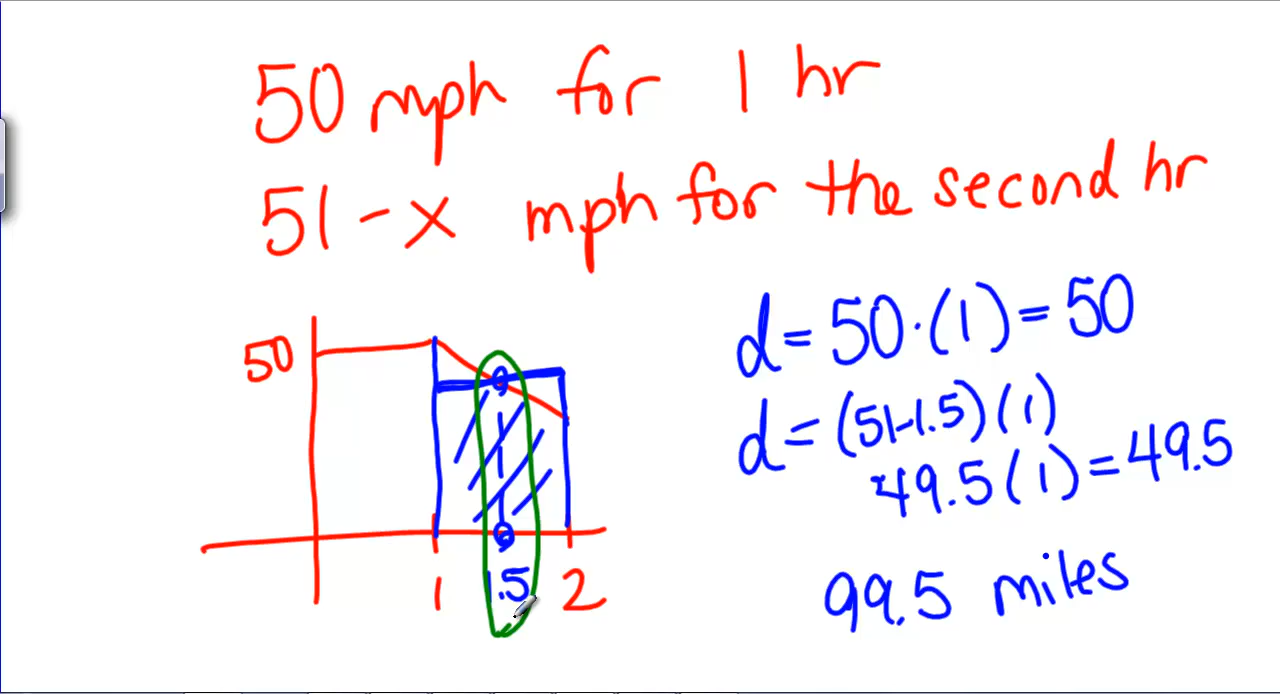 50 mph for 1 hr
51 - x mph for the second hr
50
1 1.5 2
d = 50 · (1) = 50
d = (51-1.5)(1)
49.5(1) = 49.5
99.5 miles